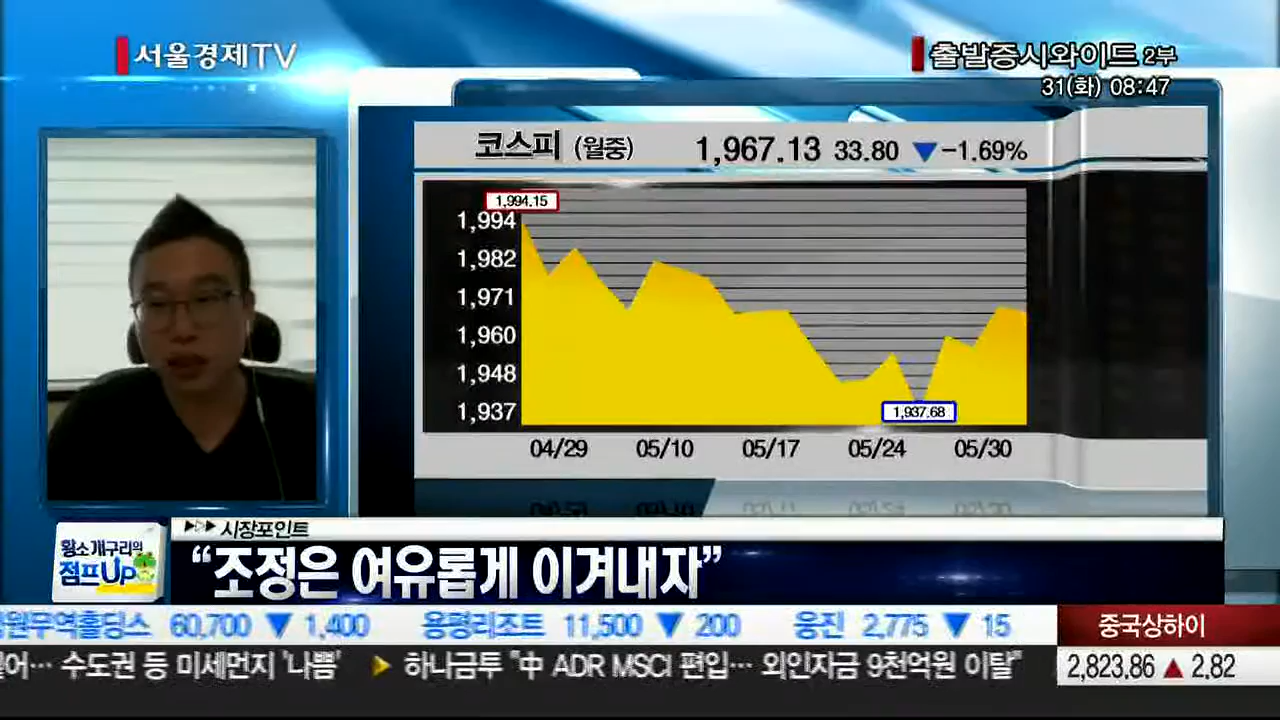 서울경제TV
출발증시와이드 2부
31(화) 08:47
코스피 (월중) 1,967.13 33.80 ▼-1.69%
1,994.15
1,994
1,982
1,971
1,960
1,948
1,937
1,937.68
04/29 05/10 05/17 05/24 05/30
황소개구리의
점프UP
시장포인트
“조정은 여유롭게 이겨내자”
원무역홀딩스 60,700 ▼ 1,400 용평리조트 11,500 ▼ 200 웅진 2,775 ▼ 15
중국상하이
어… 수도권 등 미세먼지 '나쁨' ▶ 하나금투 "中 ADR MSCI 편입… 외인자금 9천억원 이탈"
2,823.86 ▲ 2.82